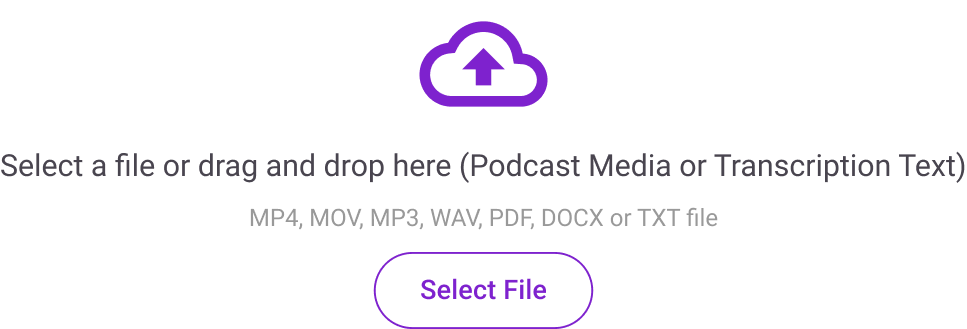 Select a file or drag and drop here (Podcast Media or Transcription Text)
MP4, MOV, MP3, WAV, PDF, DOCX or TXT file
Select File